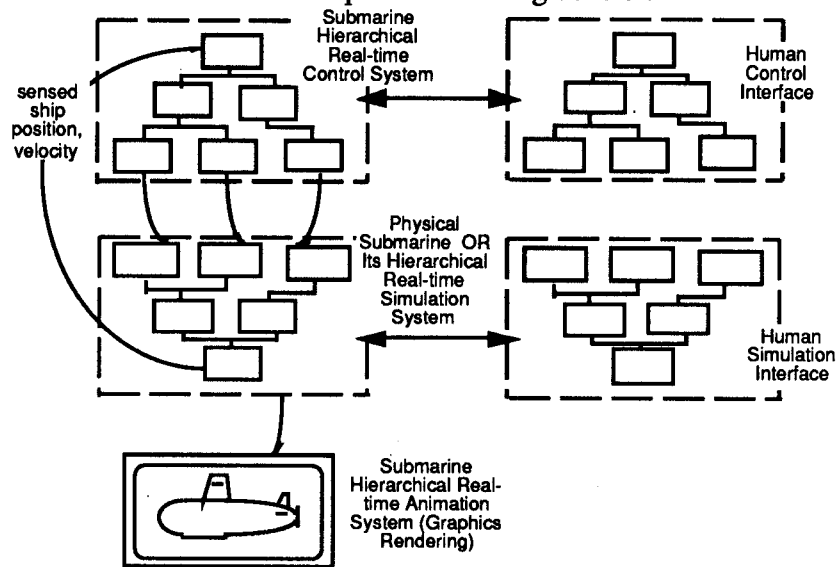 Submarine
Hierarchical
Real-time
Control System
Human
Control
Interface
sensed
ship
position,
velocity
Physical
Submarine OR
Its Hierarchical
Real-time
Simulation
System
Human
Simulation
Interface
Submarine
Hierarchical Real-
time Animation
System (Graphics
Rendering)